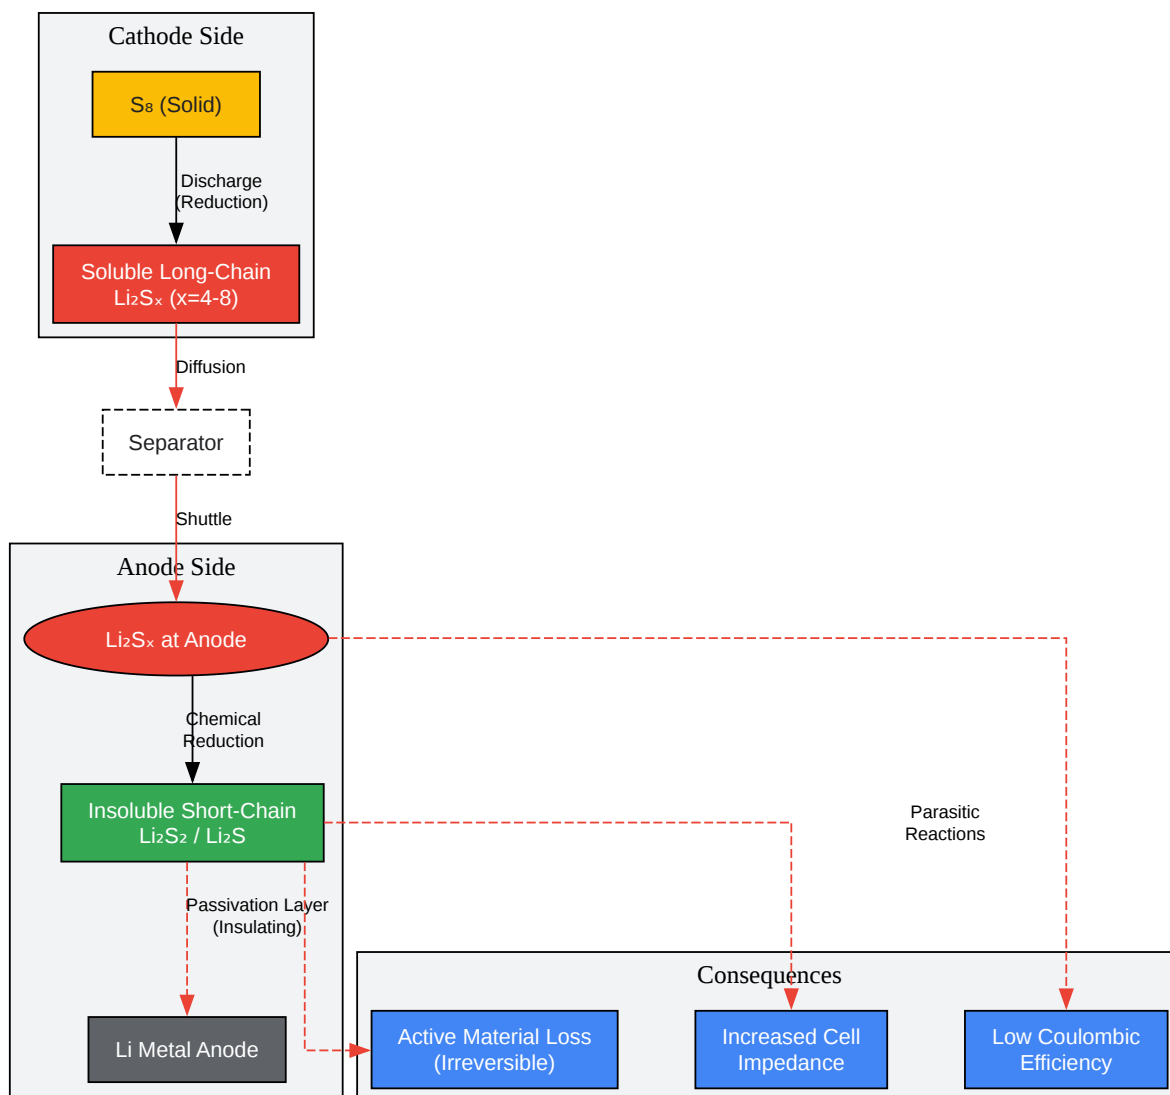 Cathode Side
S₈ (Solid)
Discharge
(Reduction)
Soluble Long-Chain
Li₂Sₓ (x=4-8)
Diffusion
Separator
Shuttle
Anode Side
Li₂Sₓ at Anode
Chemical
Reduction
Insoluble Short-Chain
Li₂S₂ / Li₂S
Parasitic
Reactions
Passivation Layer
(Insulating)
Li Metal Anode
Consequences
Active Material Loss
(Irreversible)
Increased Cell
Impedance
Low Coulombic
Efficiency